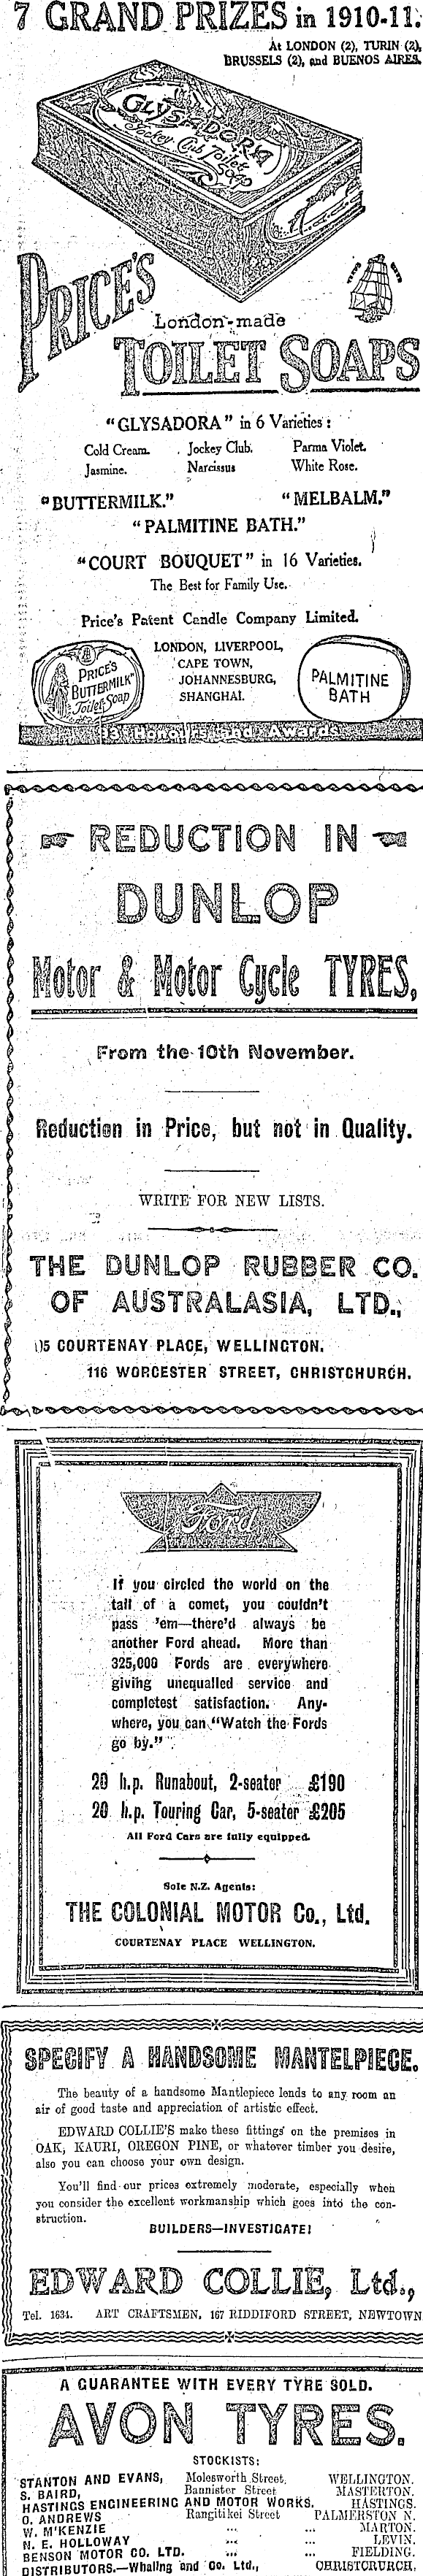 7 GRAND PRIZES in 1910-11.
At LONDON (2), TURIN (2),
BRUSSELS (2), and BUENOS AIRES.
GLYSADORA
Jockey Club Toilet
Soap
PRICE'S
London-made
TOILET SOAPS
"GLYSADORA" in 6 Varieties:
Cold Cream. Jockey Club. Parma Violet.
Jasmine. Narcissus White Rose.
"BUTTERMILK." "MELBALM."
"PALMITINE BATH."
"COURT BOUQUET" in 16 Varieties.
The Best for Family Use.
Price's Patent Candle Company Limited.
LONDON, LIVERPOOL,
CAPE TOWN,
JOHANNESBURG,
SHANGHAI.
PRICE'S
BUTTERMILK
Toilet Soap
PALMITINE
BATH
Honours and Awards
REDUCTION IN
DUNLOP
Motor & Motor Cycle TYRES,
From the 10th November.
Reduction in Price, but not in Quality.
WRITE FOR NEW LISTS.
THE DUNLOP RUBBER CO.
OF AUSTRALASIA, LTD.,
COURTENAY PLACE, WELLINGTON.
116 WORCESTER STREET, CHRISTCHURCH.
Ford
If you circled the world on the
tail of a comet, you couldn't
pass 'em—there'd always be
another Ford ahead. More than
325,000 Fords are everywhere
giving unequalled service and
completest satisfaction. Any-
where, you can "Watch the Fords
go by."
20 h.p. Runabout, 2-seater £190
20 h.p. Touring Car, 5-seater £205
All Ford Cars are fully equipped.
Sole N.Z. Agents:
THE COLONIAL MOTOR Co., Ltd.
COURTENAY PLACE WELLINGTON.
SPECIFY A HANDSOME MANTELPIECE.
The beauty of a handsome Mantlepiece lends to any room an
air of good taste and appreciation of artistic effect.
EDWARD COLLIE'S make these fittings on the premises in
OAK, KAURI, OREGON PINE, or whatever timber you desire,
also you can choose your own design.
You'll find our prices extremely moderate, especially when
you consider the excellent workmanship which goes into the con-
struction.
BUILDERS—INVESTIGATE!
EDWARD COLLIE, Ltd.,
Tel. 1634. ART CRAFTSMEN, 167 RIDDIFORD STREET, NEWTOWN
A GUARANTEE WITH EVERY TYRE SOLD.
AVON TYRES.
STOCKISTS:
STANTON AND EVANS, Molesworth Street, WELLINGTON.
S. BAIRD, Bannister Street MASTERTON.
HASTINGS ENGINEERING AND MOTOR WORKS. HASTINGS.
O. ANDREWS Rangitikei Street PALMERSTON N.
W. M'KENZIE ... ... MARTON.
N. E. HOLLOWAY ... ... LEVIN.
BENSON MOTOR CO. LTD. ... ... FIELDING.
DISTRIBUTORS.—Whaling and Co. Ltd., CHRISTCHURCH.